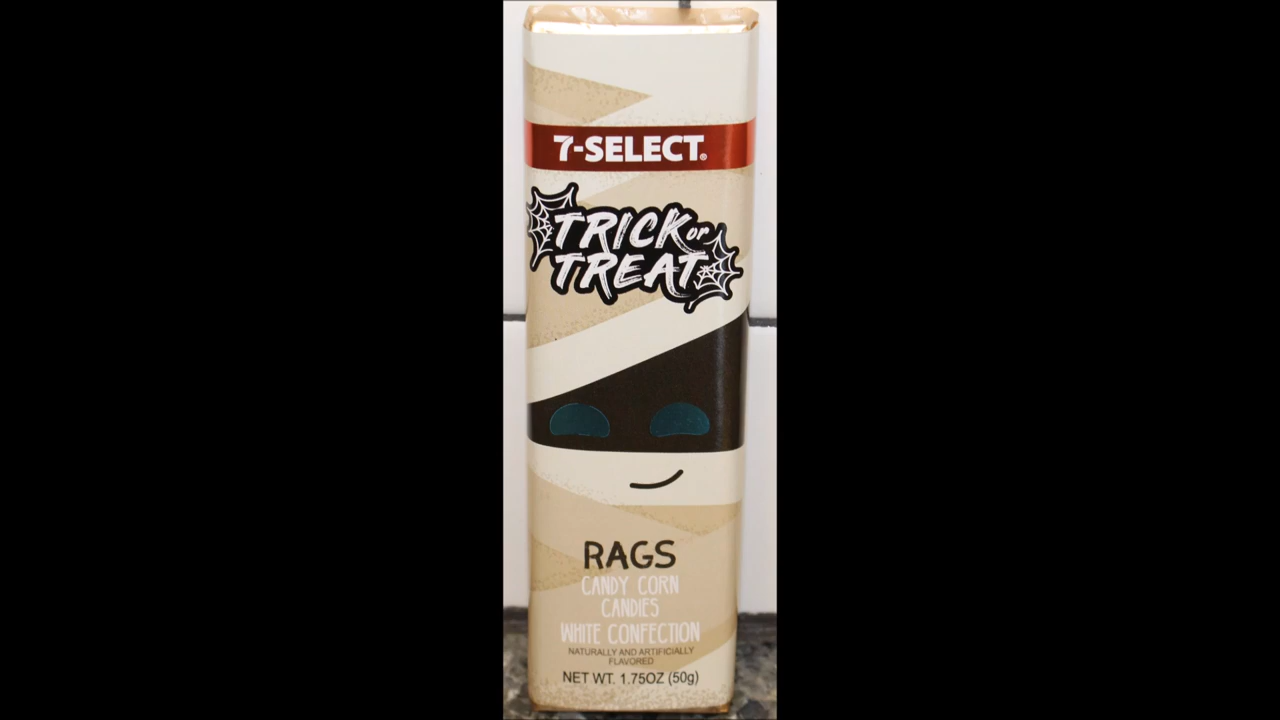 7-SELECT®
TRICK or
TREAT
RAGS
CANDY CORN
CANDIES
WHITE CONFECTION
NATURALLY AND ARTIFICIALLY
FLAVORED
NET WT. 1.75OZ (50g)